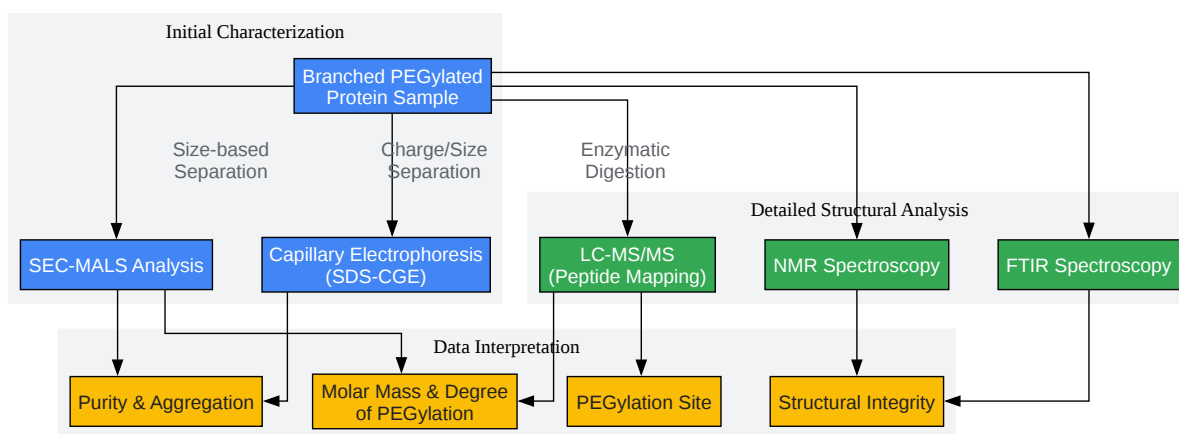 Initial Characterization
Branched PEGylated
Protein Sample
Size-based
Separation
Charge/Size
Separation
Enzymatic
Digestion
Detailed Structural Analysis
SEC-MALS Analysis
Capillary Electrophoresis
(SDS-CGE)
LC-MS/MS
(Peptide Mapping)
NMR Spectroscopy
FTIR Spectroscopy
Data Interpretation
Purity & Aggregation
Molar Mass & Degree
of PEGylation
PEGylation Site
Structural Integrity